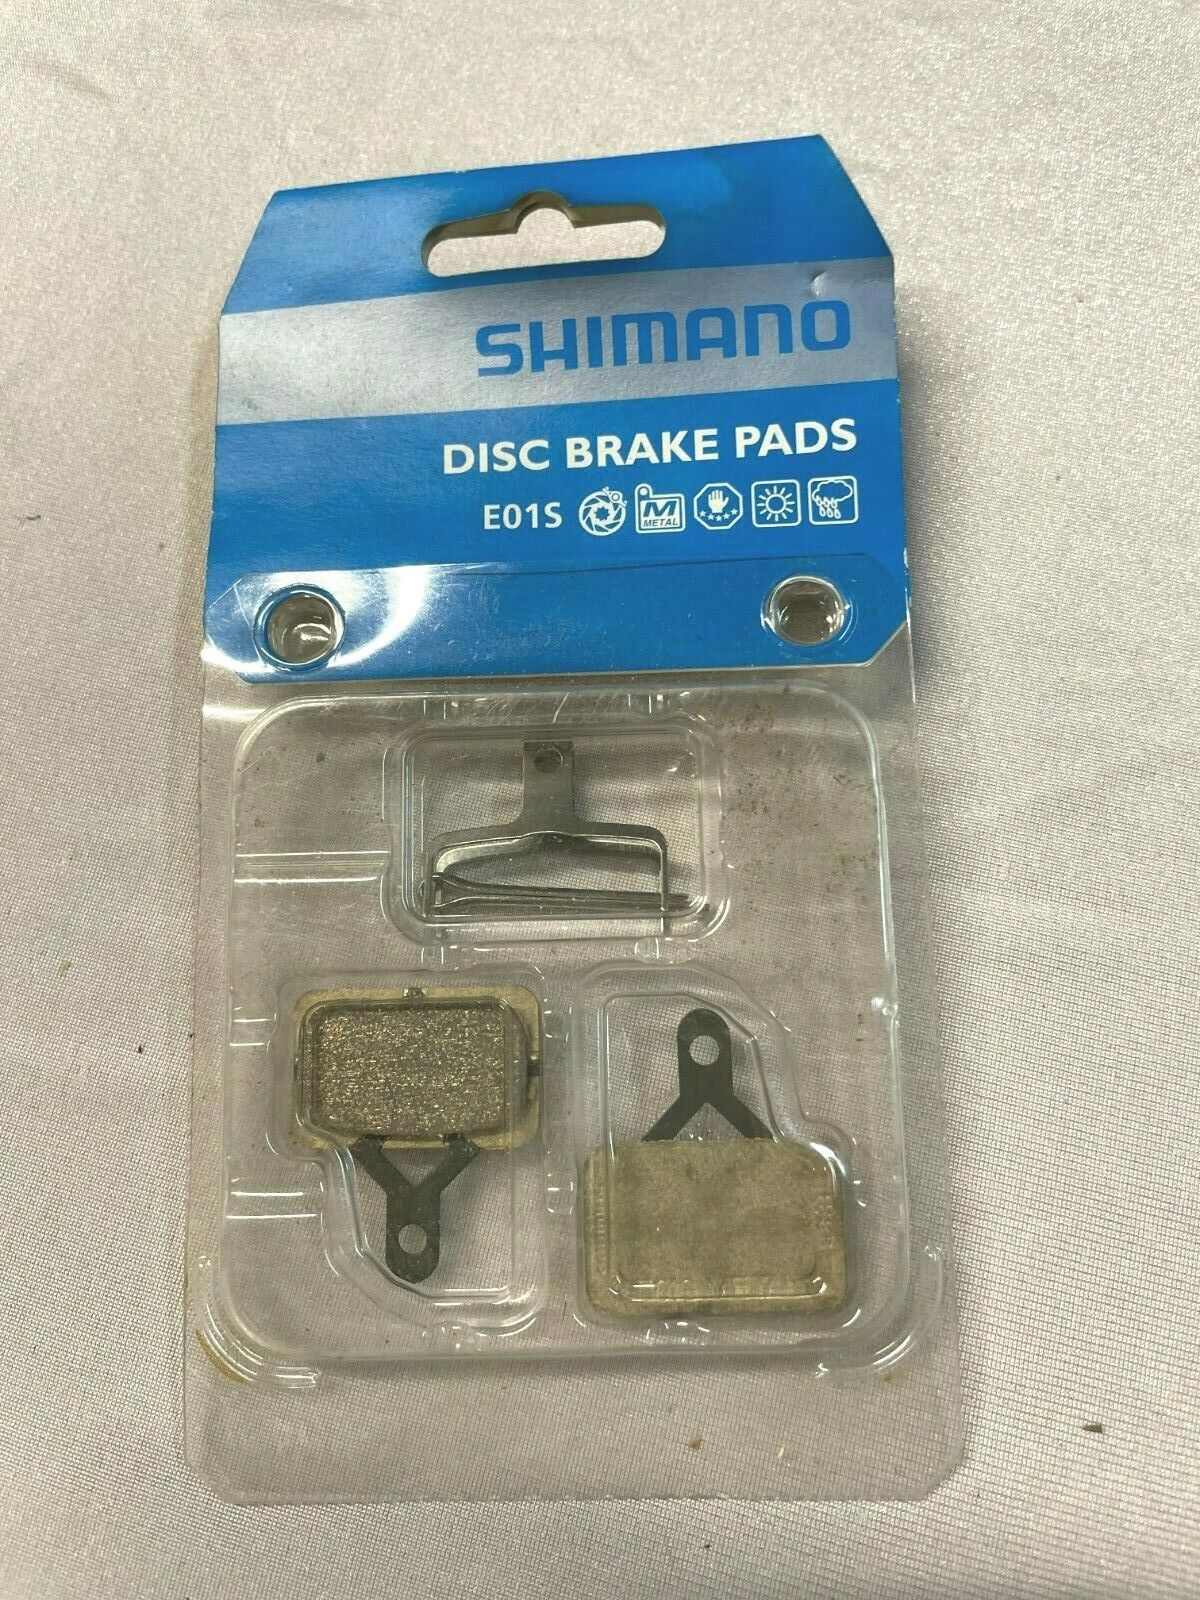 SHIMANO
DISC BRAKE PADS
E01S
M
METAL